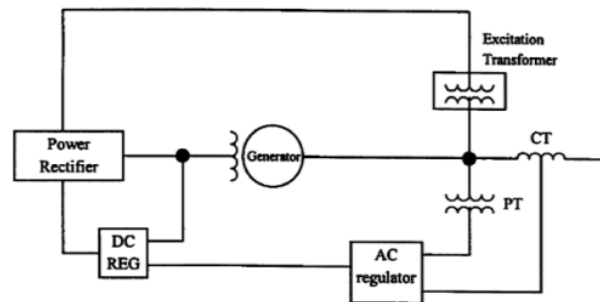 Excitation
Transformer
CT
Power
Rectifier
Generator
PT
DC
REG
AC
regulator